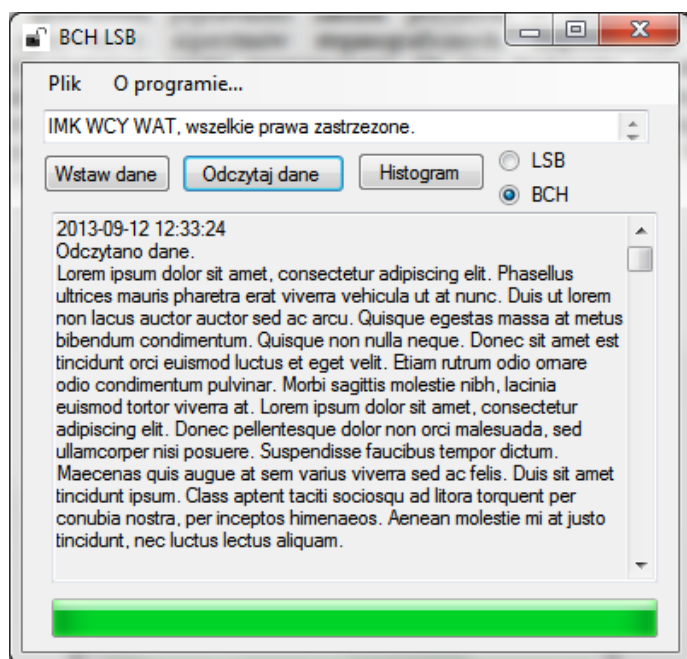 BCH LSB
Plik O programie...
IMK WCY WAT, wszelkie prawa zastrzezone.
Wstaw dane Odczytaj dane Histogram LSB
BCH
2013-09-12 12:33:24
Odczytano dane.
Lorem ipsum dolor sit amet, consectetur adipiscing elit. Phasellus
ultrices mauris pharetra erat viverra vehicula ut at nunc. Duis ut lorem
non lacus auctor auctor sed ac arcu. Quisque egestas massa at metus
bibendum condimentum. Quisque non nulla neque. Donec sit amet est
tincidunt orci euismod luctus et eget velit. Etiam rutrum odio ornare
odio condimentum pulvinar. Morbi sagittis molestie nibh, lacinia
euismod tortor viverra at. Lorem ipsum dolor sit amet, consectetur
adipiscing elit. Donec pellentesque dolor non orci malesuada, sed
ullamcorper nisi posuere. Suspendisse faucibus tempor dictum.
Maecenas quis augue at sem varius viverra sed ac felis. Duis sit amet
tincidunt ipsum. Class aptent taciti sociosqu ad litora torquent per
conubia nostra, per inceptos himenaeos. Aenean molestie mi at justo
tincidunt, nec luctus lectus aliquam.